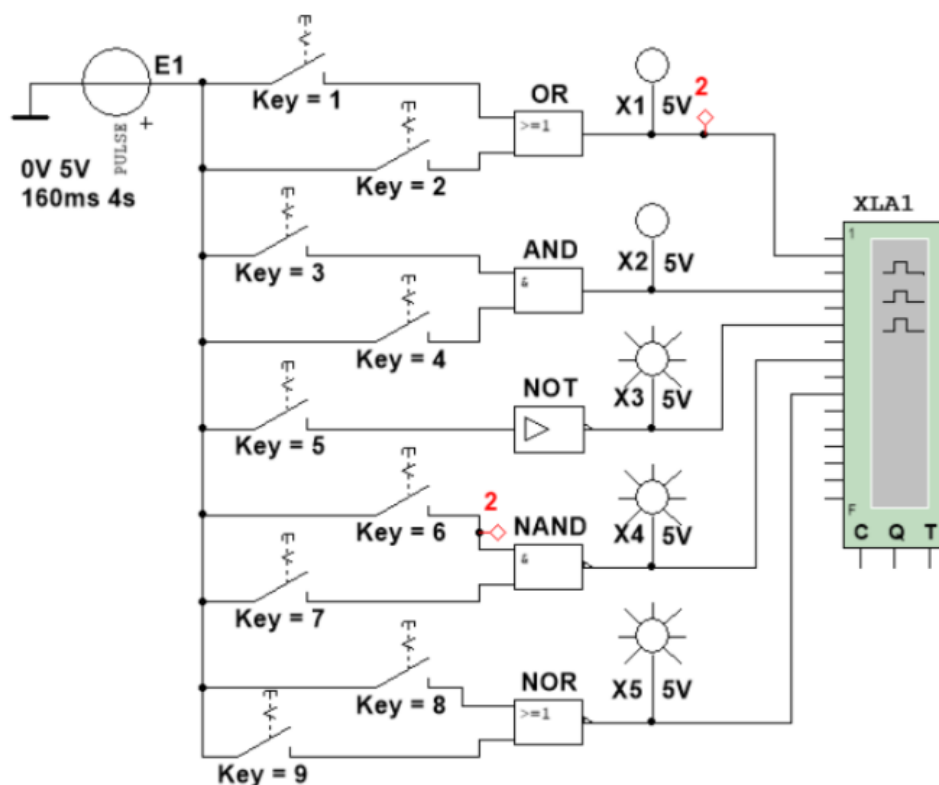 E1
+
PULSE
0V 5V
160ms 4s
Key = 1
Key = 2
OR
>=1
X1 5V
2
Key = 3
Key = 4
AND
&
X2 5V
Key = 5
NOT
X3 5V
Key = 6
2
Key = 7
NAND
&
X4 5V
Key = 8
Key = 9
NOR
>=1
X5 5V
XLA1
1
F
C Q T